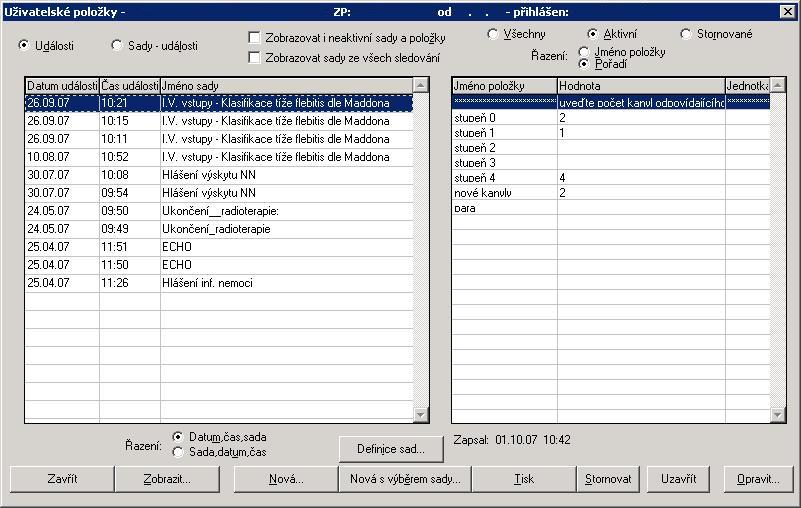 Uživatelské položky - ZP: od . . - přihlášen:
Události Sady - události
Zobrazovat i neaktivní sady a položky
Zobrazovat sady ze všech sledování
Všechny Aktivní Stornované
Řazení: Jméno položky
Pořadí
Datum události Čas události Jméno sady
26.09.07 10:21 I.V. vstupy - Klasifikace tíže flebitis dle Maddona
26.09.07 10:15 I.V. vstupy - Klasifikace tíže flebitis dle Maddona
26.09.07 10:11 I.V. vstupy - Klasifikace tíže flebitis dle Maddona
10.08.07 10:52 I.V. vstupy - Klasifikace tíže flebitis dle Maddona
30.07.07 10:08 Hlášení výskytu NN
30.07.07 09:54 Hlášení výskytu NN
24.05.07 09:50 Ukončení__radioterapie:
24.05.07 09:49 Ukončení_radioterapie
25.04.07 11:51 ECHO
25.04.07 11:50 ECHO
25.04.07 11:26 Hlášení inf. nemoci
Jméno položky Hodnota Jednotka
uveďte počet kanyl odpovídajícího
stupeň 0 2
stupeň 1 1
stupeň 2
stupeň 3
stupeň 4 4
nové kanyly 2
para
Řazení: Datum,čas,sada
Sada,datum,čas
Definice sad...
Zapsal: 01.10.07 10:42
Zavřít Zobrazit... Nová... Nová s výběrem sady... Tisk Stornovat Uzavřít Opravit...